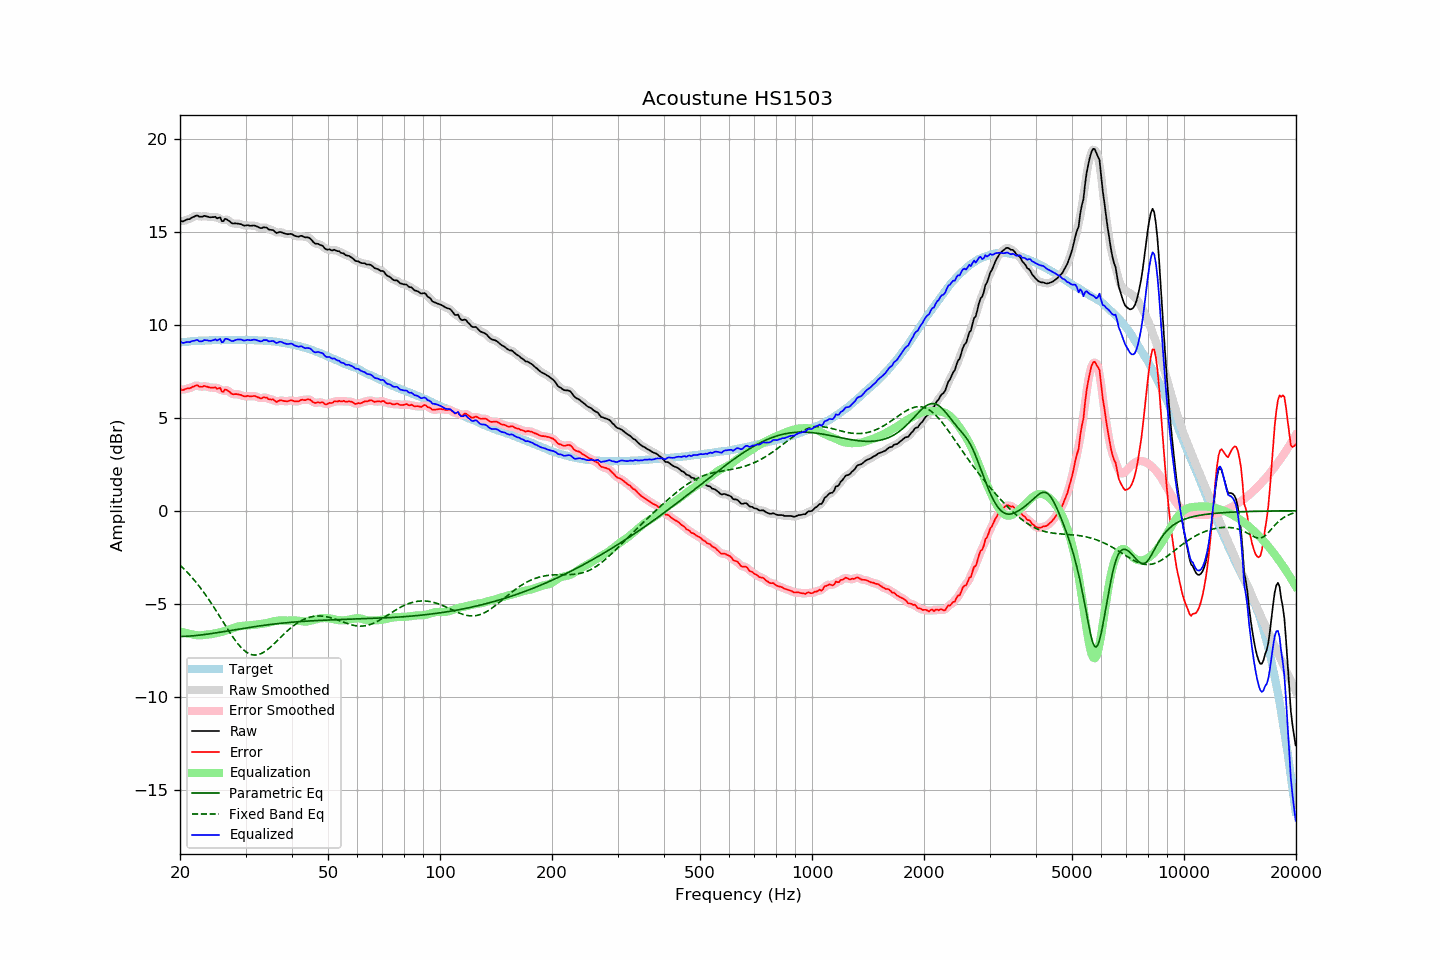 Acoustune HS1503
Amplitude (dBr)
20
15
10
5
0
−5
−10
−15
Target
Raw Smoothed
Error Smoothed
Raw
Error
Equalization
Parametric Eq
Fixed Band Eq
Equalized
20 50 100 200 500 1000 2000 5000 10000 20000
Frequency (Hz)